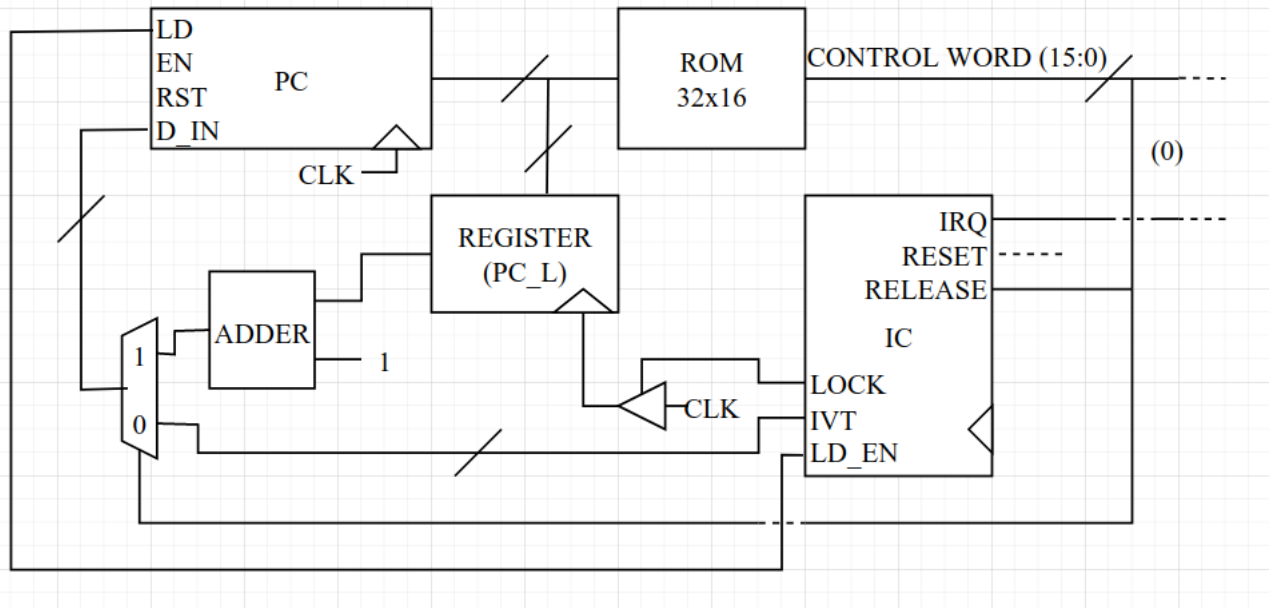 LD
EN
RST
D_IN
PC
CLK
ROM
32x16
CONTROL WORD (15:0)
(0)
REGISTER
(PC_L)
ADDER
1
1
0
CLK
IRQ
RESET
RELEASE
IC
LOCK
IVT
LD_EN